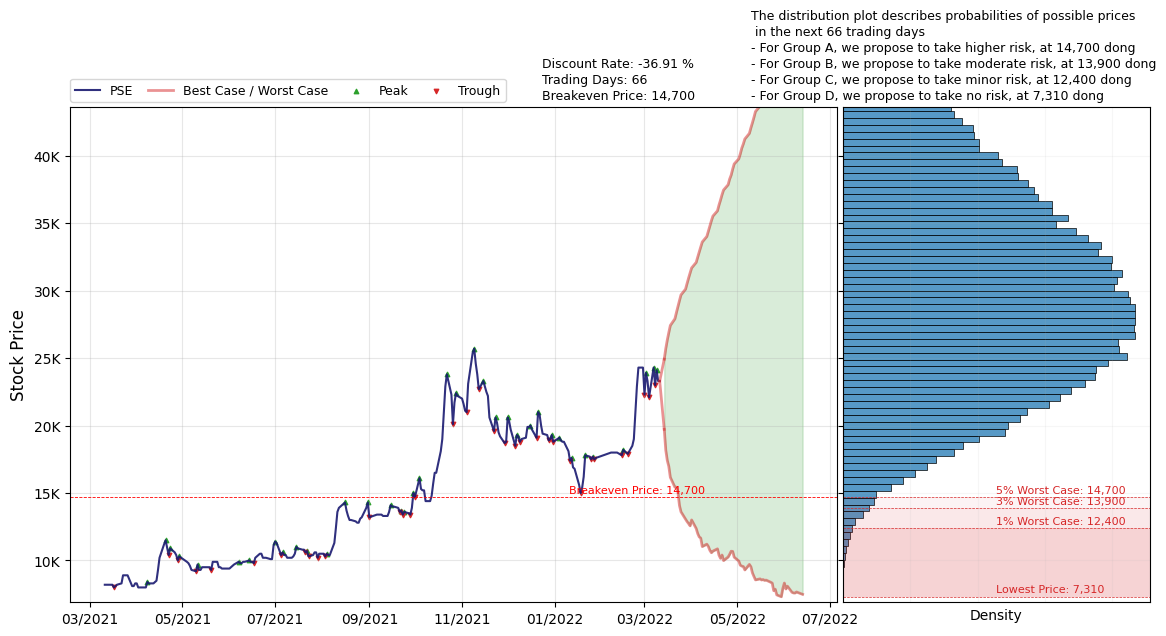 The distribution plot describes probabilities of possible prices
in the next 66 trading days
- For Group A, we propose to take higher risk, at 14,700 dong
- For Group B, we propose to take moderate risk, at 13,900 dong
- For Group C, we propose to take minor risk, at 12,400 dong
- For Group D, we propose to take no risk, at 7,310 dong
Discount Rate: -36.91 %
Trading Days: 66
Breakeven Price: 14,700
PSE Best Case / Worst Case Peak Trough
Stock Price
40K
35K
30K
25K
20K
15K
10K
Breakeven Price: 14,700
5% Worst Case: 14,700
3% Worst Case: 13,900
1% Worst Case: 12,400
Lowest Price: 7,310
03/2021 05/2021 07/2021 09/2021 11/2021 01/2022 03/2022 05/2022 07/2022
Density